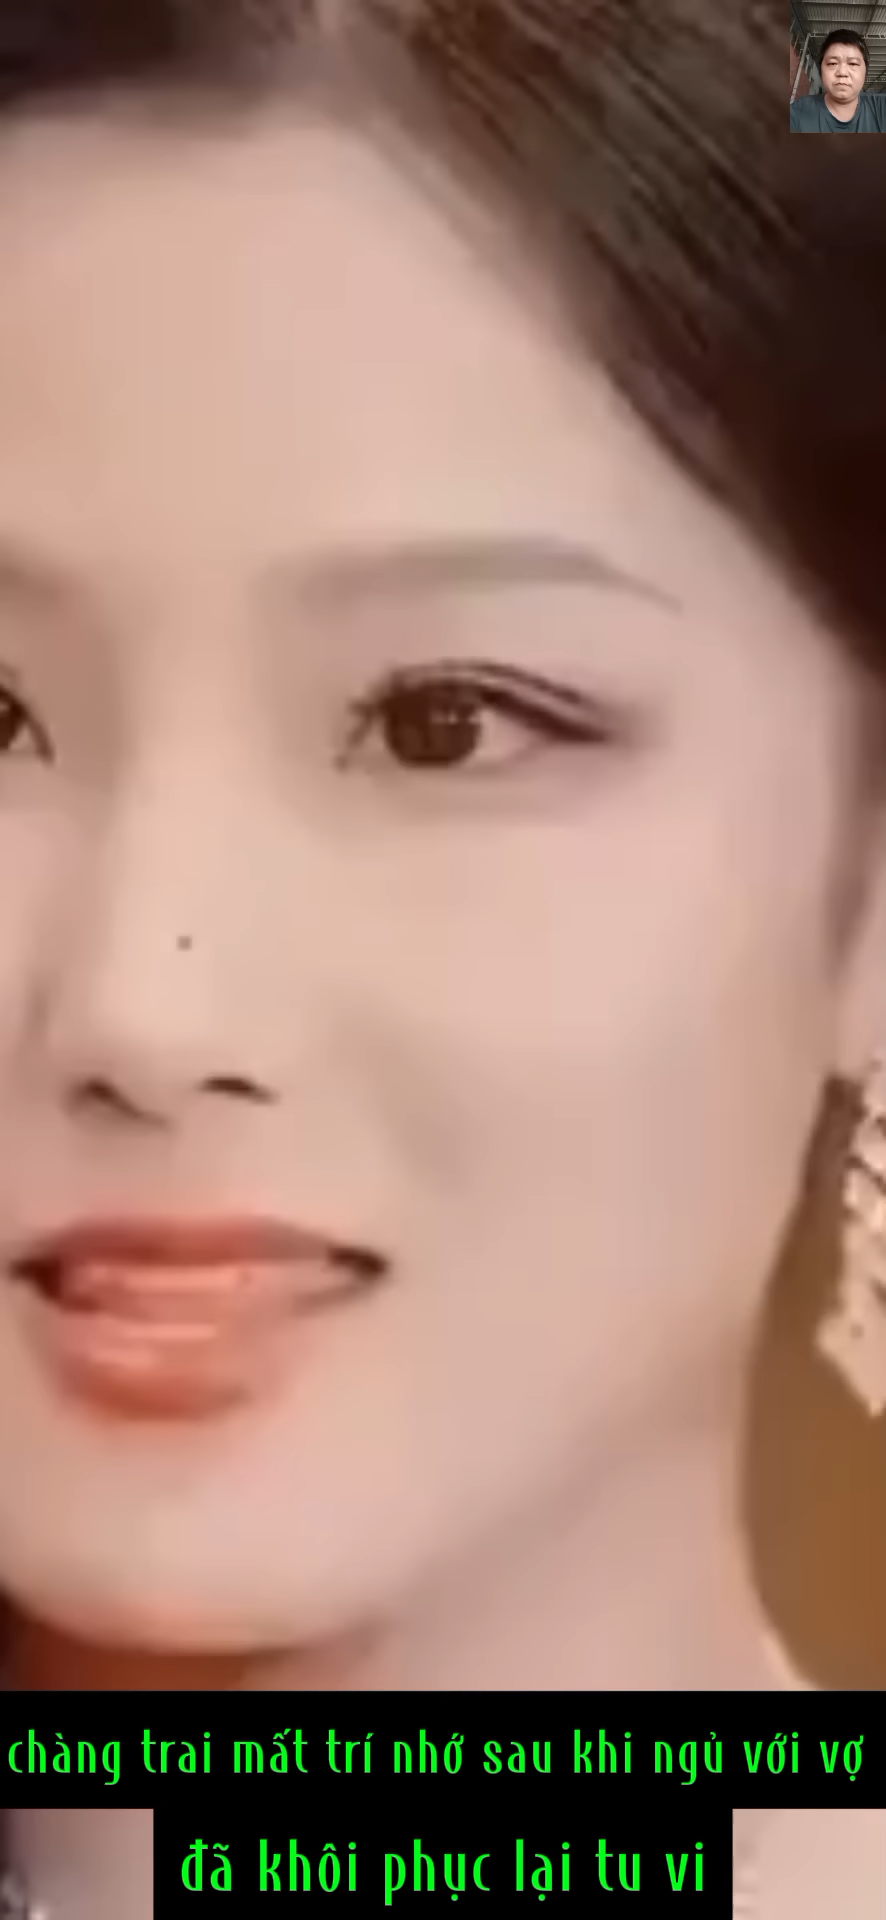 chàng trai mất trí nhớ sau khi ngủ với vợ
đã khôi phục lại tu vi